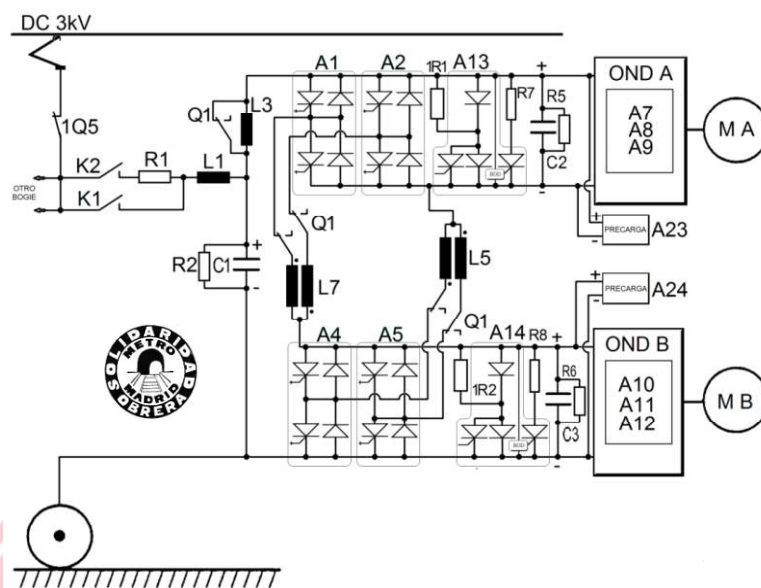 DC 3kV
A1
A2
A13
OND A
1R1
R7
R5
+
Q1
L3
A7
A8
A9
M A
1Q5
K2
R1
L1
OTRO
BOGIE
K1
BOD
C2
-
Q1
+
-
PRECARGA
A23
R2
C1
+
-
L7
L5
Q1
+
-
PRECARGA
A24
SOLIDARIDAD
OBRERA
METRO
MADRID
A4
A5
A14
R8
+
OND B
1R2
R6
A10
A11
A12
M B
BOD
C3
-